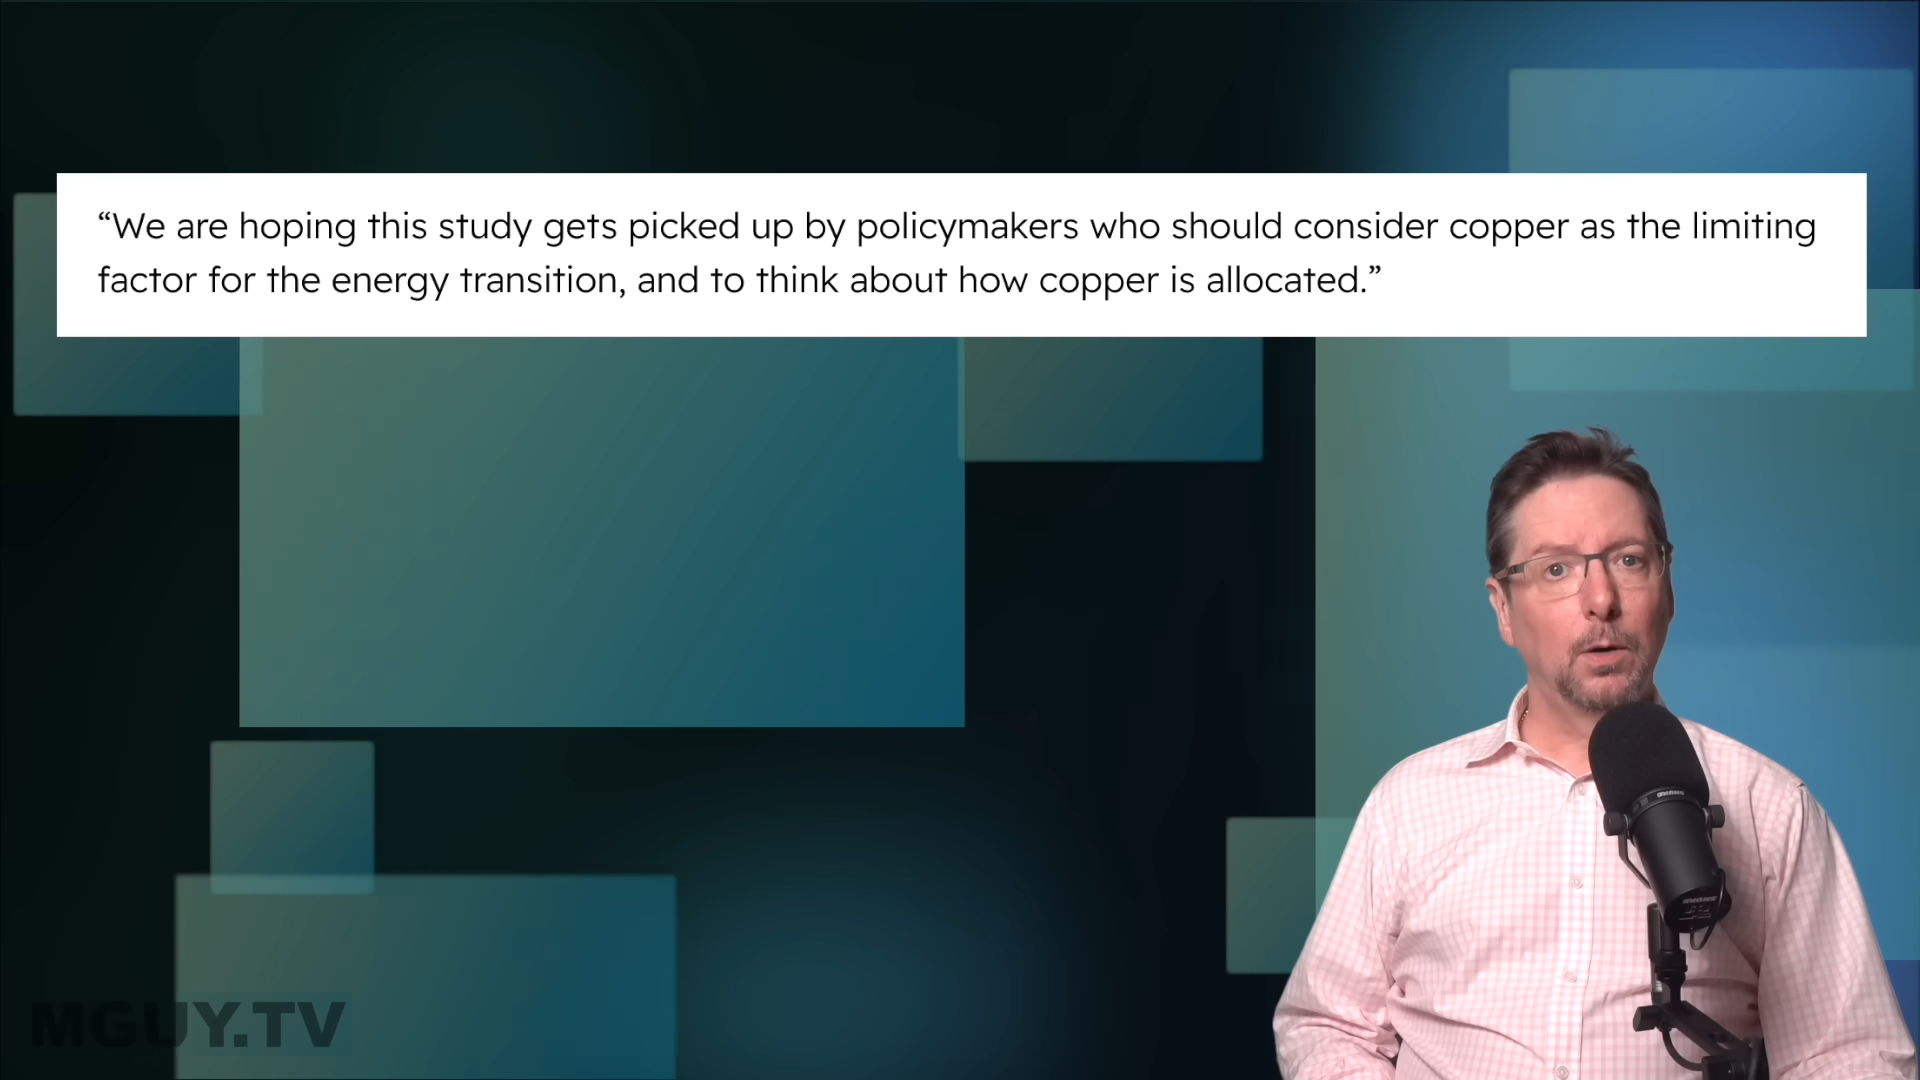 “We are hoping this study gets picked up by policymakers who should consider copper as the limiting
factor for the energy transition, and to think about how copper is allocated.”
MGUY.TV